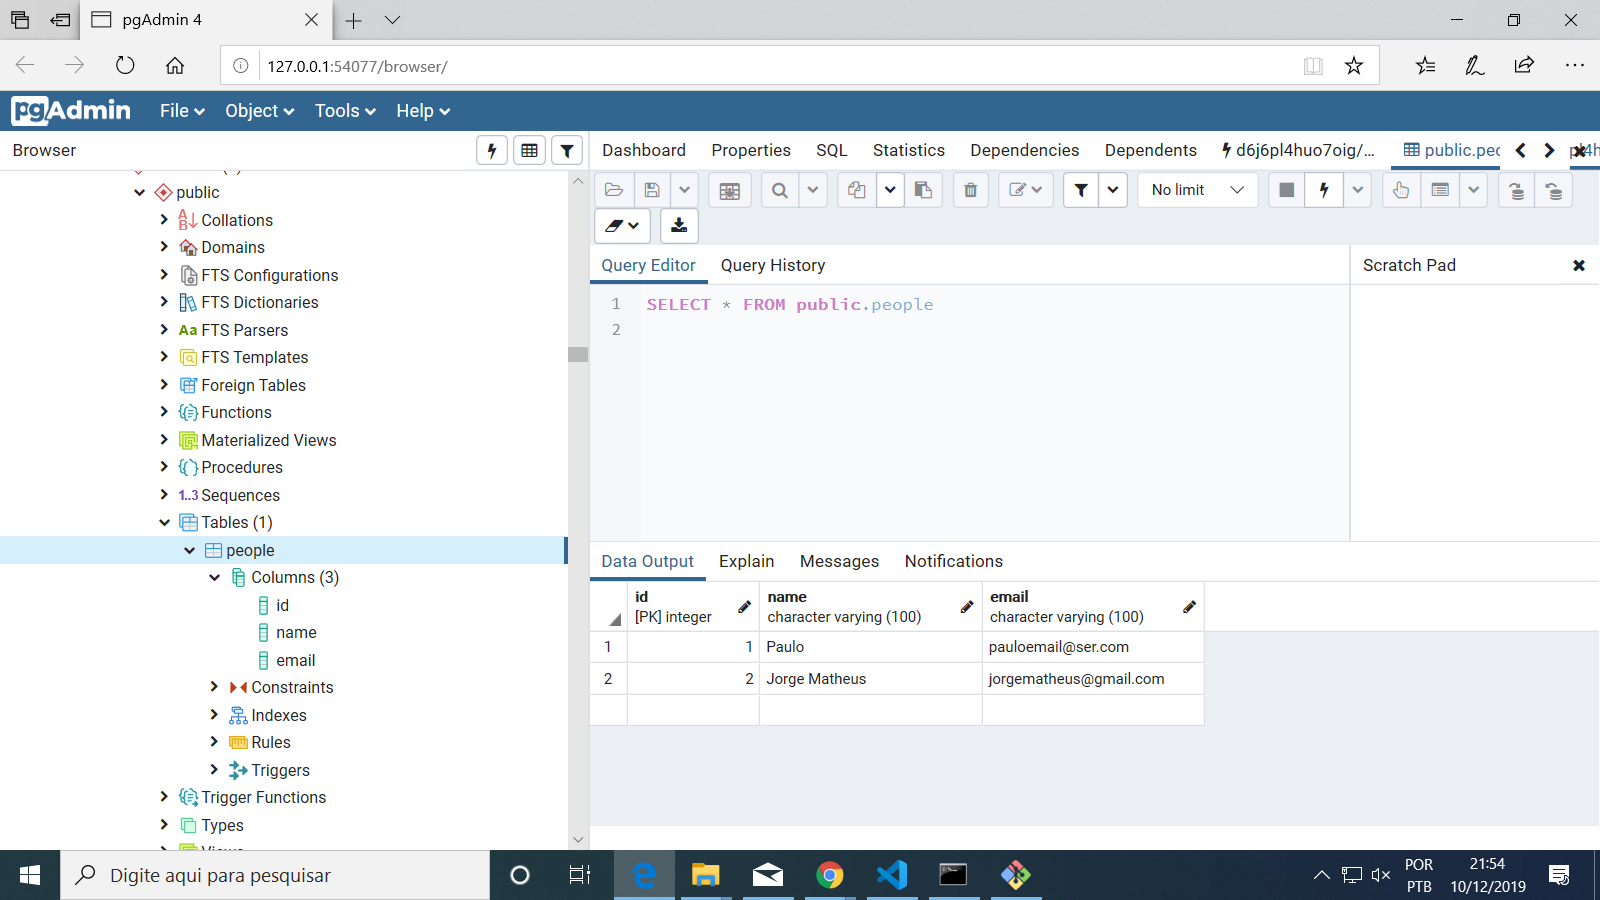 pgAdmin 4
127.0.0.1:54077/browser/
pgAdmin File Object Tools Help
Browser
Dashboard Properties SQL Statistics Dependencies Dependents d6j6pl4huo7oig/... public.peo
No limit
public
Collations
Domains
FTS Configurations
FTS Dictionaries
Aa FTS Parsers
FTS Templates
Foreign Tables
Functions
Materialized Views
Procedures
1..3 Sequences
Tables (1)
people
Columns (3)
id
name
email
Constraints
Indexes
Rules
Triggers
Trigger Functions
Types
Views
Query Editor Query History
Scratch Pad
1 SELECT * FROM public.people
2
Data Output Explain Messages Notifications
id name email
[PK] integer character varying (100) character varying (100)
1 1 Paulo pauloemail@ser.com
2 2 Jorge Matheus jorgematheus@gmail.com
Digite aqui para pesquisar
POR 21:54
PTB 10/12/2019